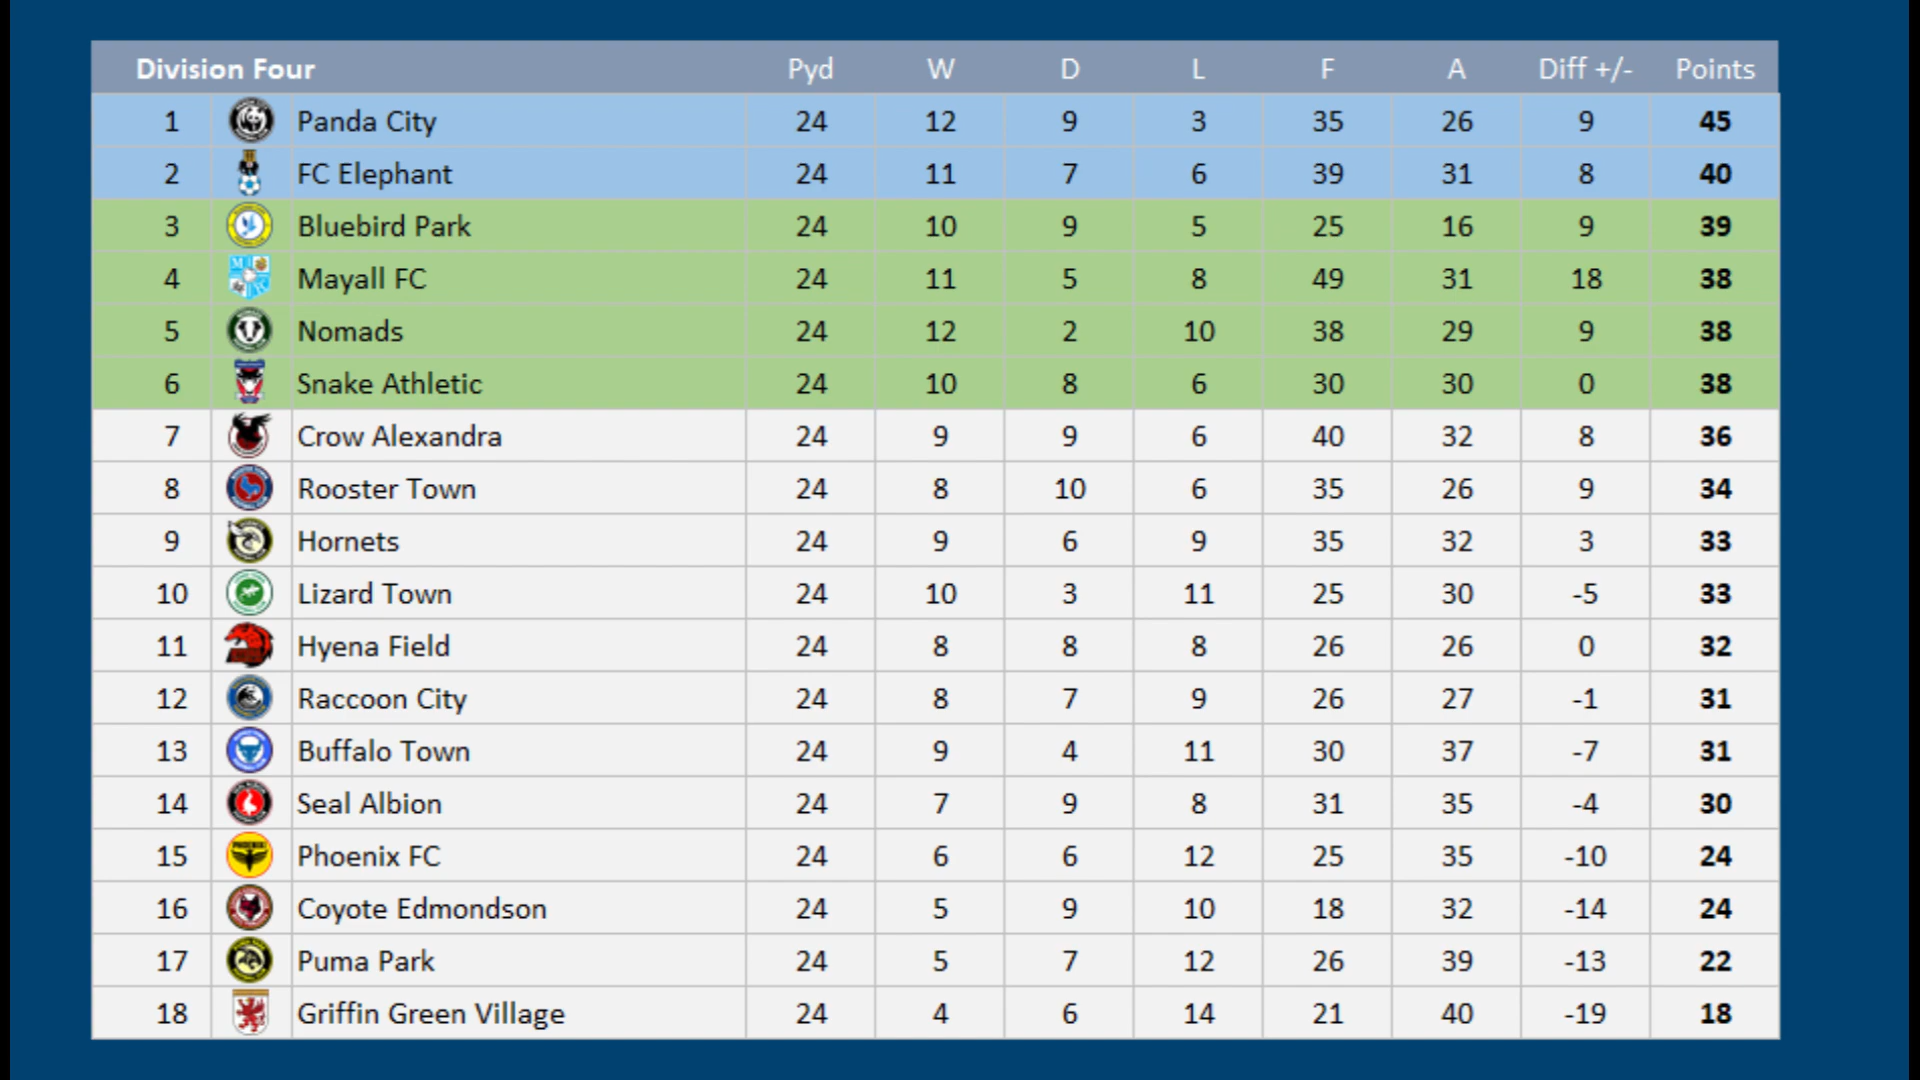 Division Four Pyd W D L F A Diff +/- Points
1 Panda City 24 12 9 3 35 26 9 45
2 FC Elephant 24 11 7 6 39 31 8 40
3 Bluebird Park 24 10 9 5 25 16 9 39
4 Mayall FC 24 11 5 8 49 31 18 38
5 Nomads 24 12 2 10 38 29 9 38
6 Snake Athletic 24 10 8 6 30 30 0 38
7 Crow Alexandra 24 9 9 6 40 32 8 36
8 Rooster Town 24 8 10 6 35 26 9 34
9 Hornets 24 9 6 9 35 32 3 33
10 Lizard Town 24 10 3 11 25 30 -5 33
11 Hyena Field 24 8 8 8 26 26 0 32
12 Raccoon City 24 8 7 9 26 27 -1 31
13 Buffalo Town 24 9 4 11 30 37 -7 31
14 Seal Albion 24 7 9 8 31 35 -4 30
15 PHOENIX Phoenix FC 24 6 6 12 25 35 -10 24
16 Coyote Edmondson 24 5 9 10 18 32 -14 24
17 Puma Park 24 5 7 12 26 39 -13 22
18 Griffin Green Village 24 4 6 14 21 40 -19 18